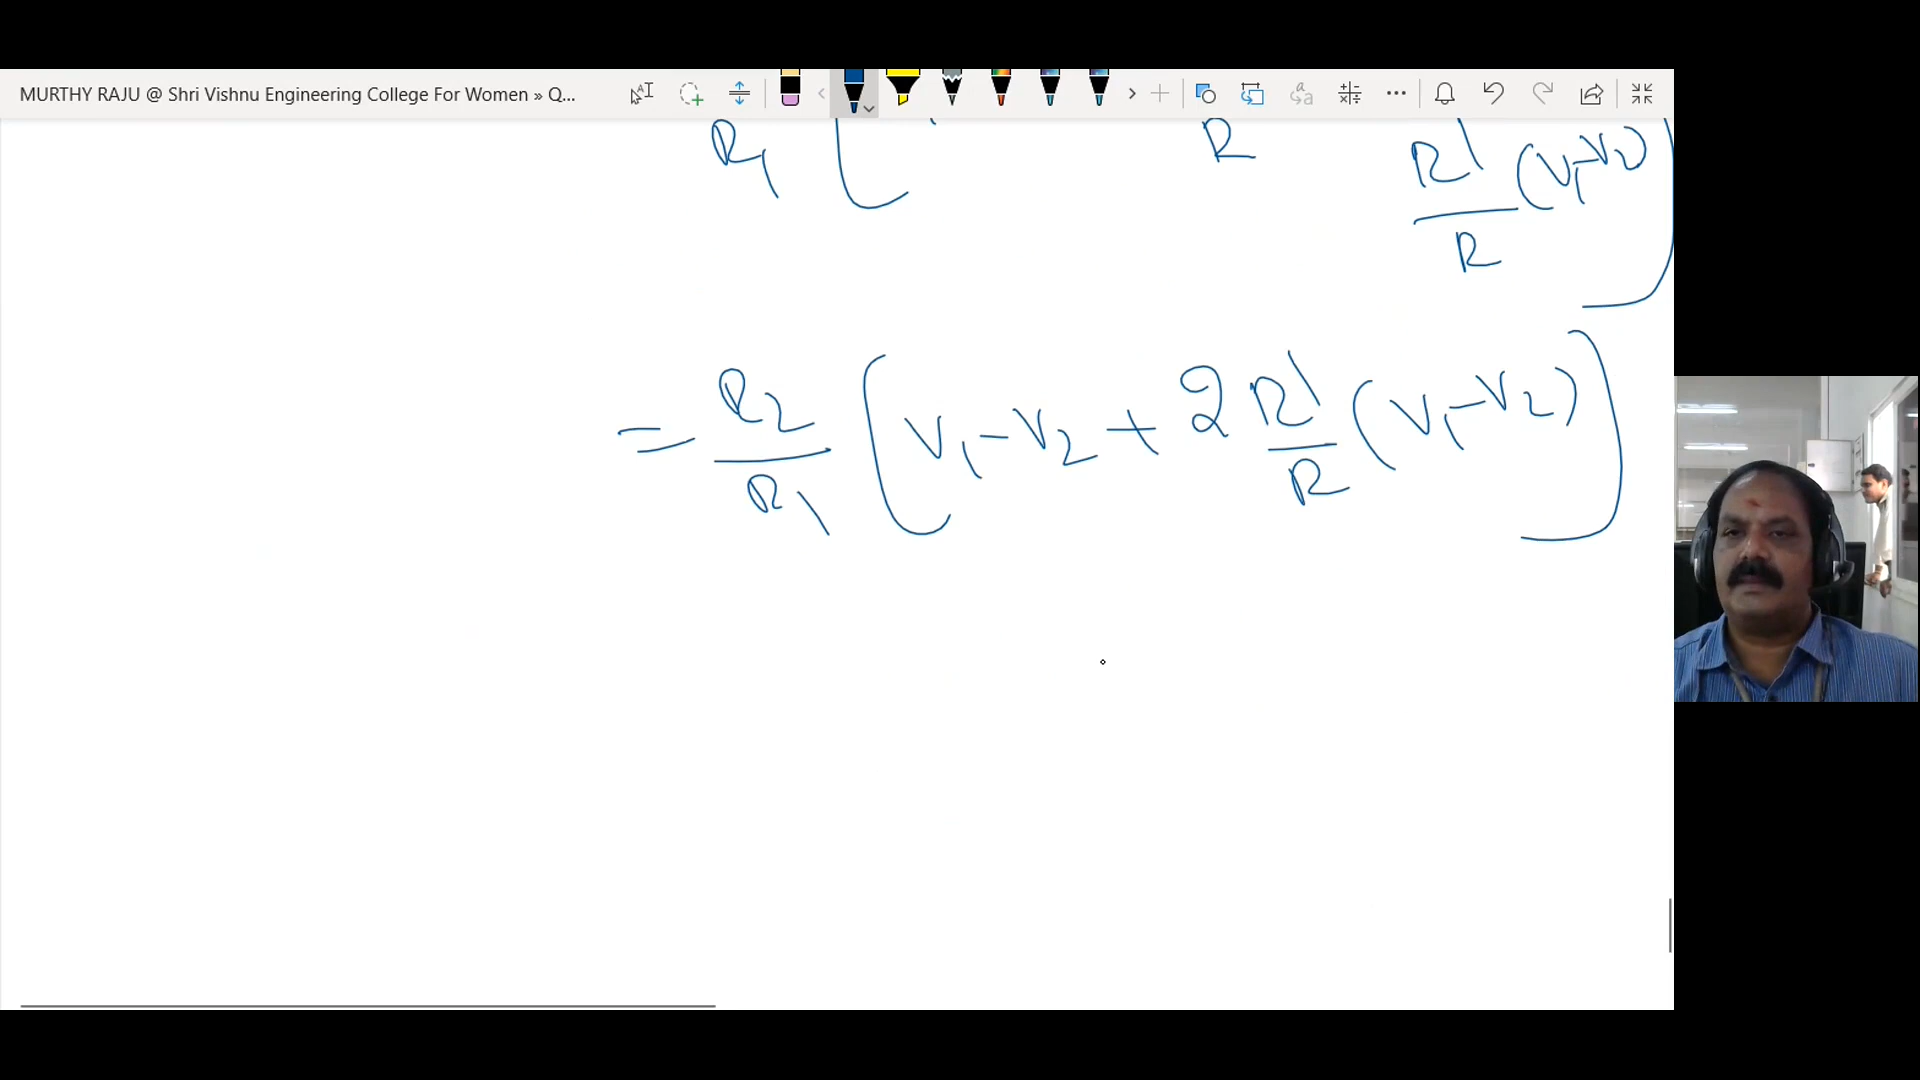 MURTHY RAJU @ Shri Vishnu Engineering College For Women » Q...
R₁ [ R R' (V₁-V₂) ]
R
= R₂/R₁ [ V₁-V₂ + 2 R'/R (V₁-V₂) ]